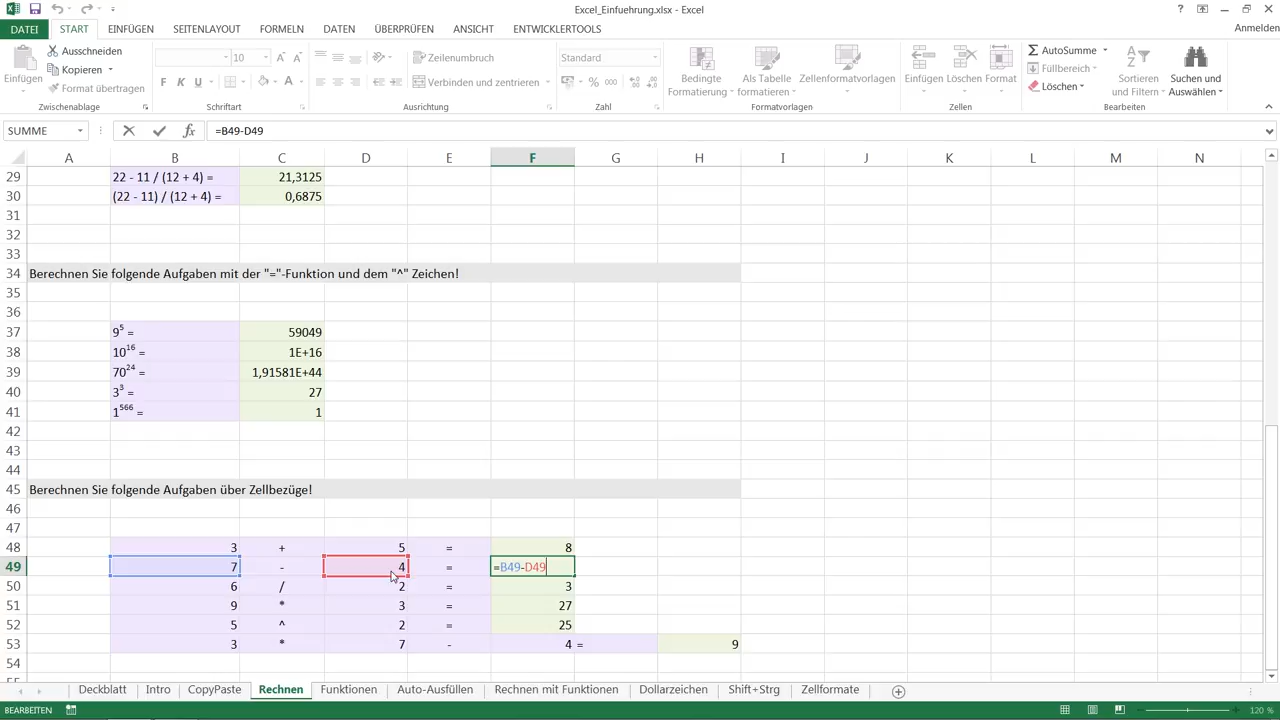 Excel_Einfuehrung.xlsx - Excel
DATEI START EINFÜGEN SEITENLAYOUT FORMELN DATEN ÜBERPRÜFEN ANSICHT ENTWICKLERTOOLS Anmelden
Einfügen Ausschneiden
Kopieren
Format übertragen
Zwischenablage
10
F K U A
Schriftart
Zeilenumbruch
Verbinden und zentrieren
Ausrichtung
Standard
% 000
Zahl
Bedingte Formatierung
Als Tabelle formatieren
Zellenformatvorlagen
Formatvorlagen
Einfügen Löschen Format
Zellen
AutoSumme
Füllbereich
Löschen
Sortieren und Filtern
Suchen und Auswählen
Bearbeiten
SUMME fx =B49-D49
A B C D E F G H I J K L M N
29 22 - 11 / (12 + 4) = 21,3125
30 (22 - 11) / (12 + 4) = 0,6875
31
32
33
34 Berechnen Sie folgende Aufgaben mit der "="-Funktion und dem "^" Zeichen!
35
36
37 9⁵ = 59049
38 10¹⁶ = 1E+16
39 70²⁴ = 1,91581E+44
40 3³ = 27
41 1⁵⁶⁶ = 1
42
43
44
45 Berechnen Sie folgende Aufgaben über Zellbezüge!
46
47
48 3 + 5 = 8
49 7 - 4 = =B49-D49
50 6 / 2 = 3
51 9 * 3 = 27
52 5 ^ 2 = 25
53 3 * 7 - 4 = 9
54
Deckblatt Intro CopyPaste Rechnen Funktionen Auto-Ausfüllen Rechnen mit Funktionen Dollarzeichen Shift+Strg Zellformate
BEARBEITEN 120 %